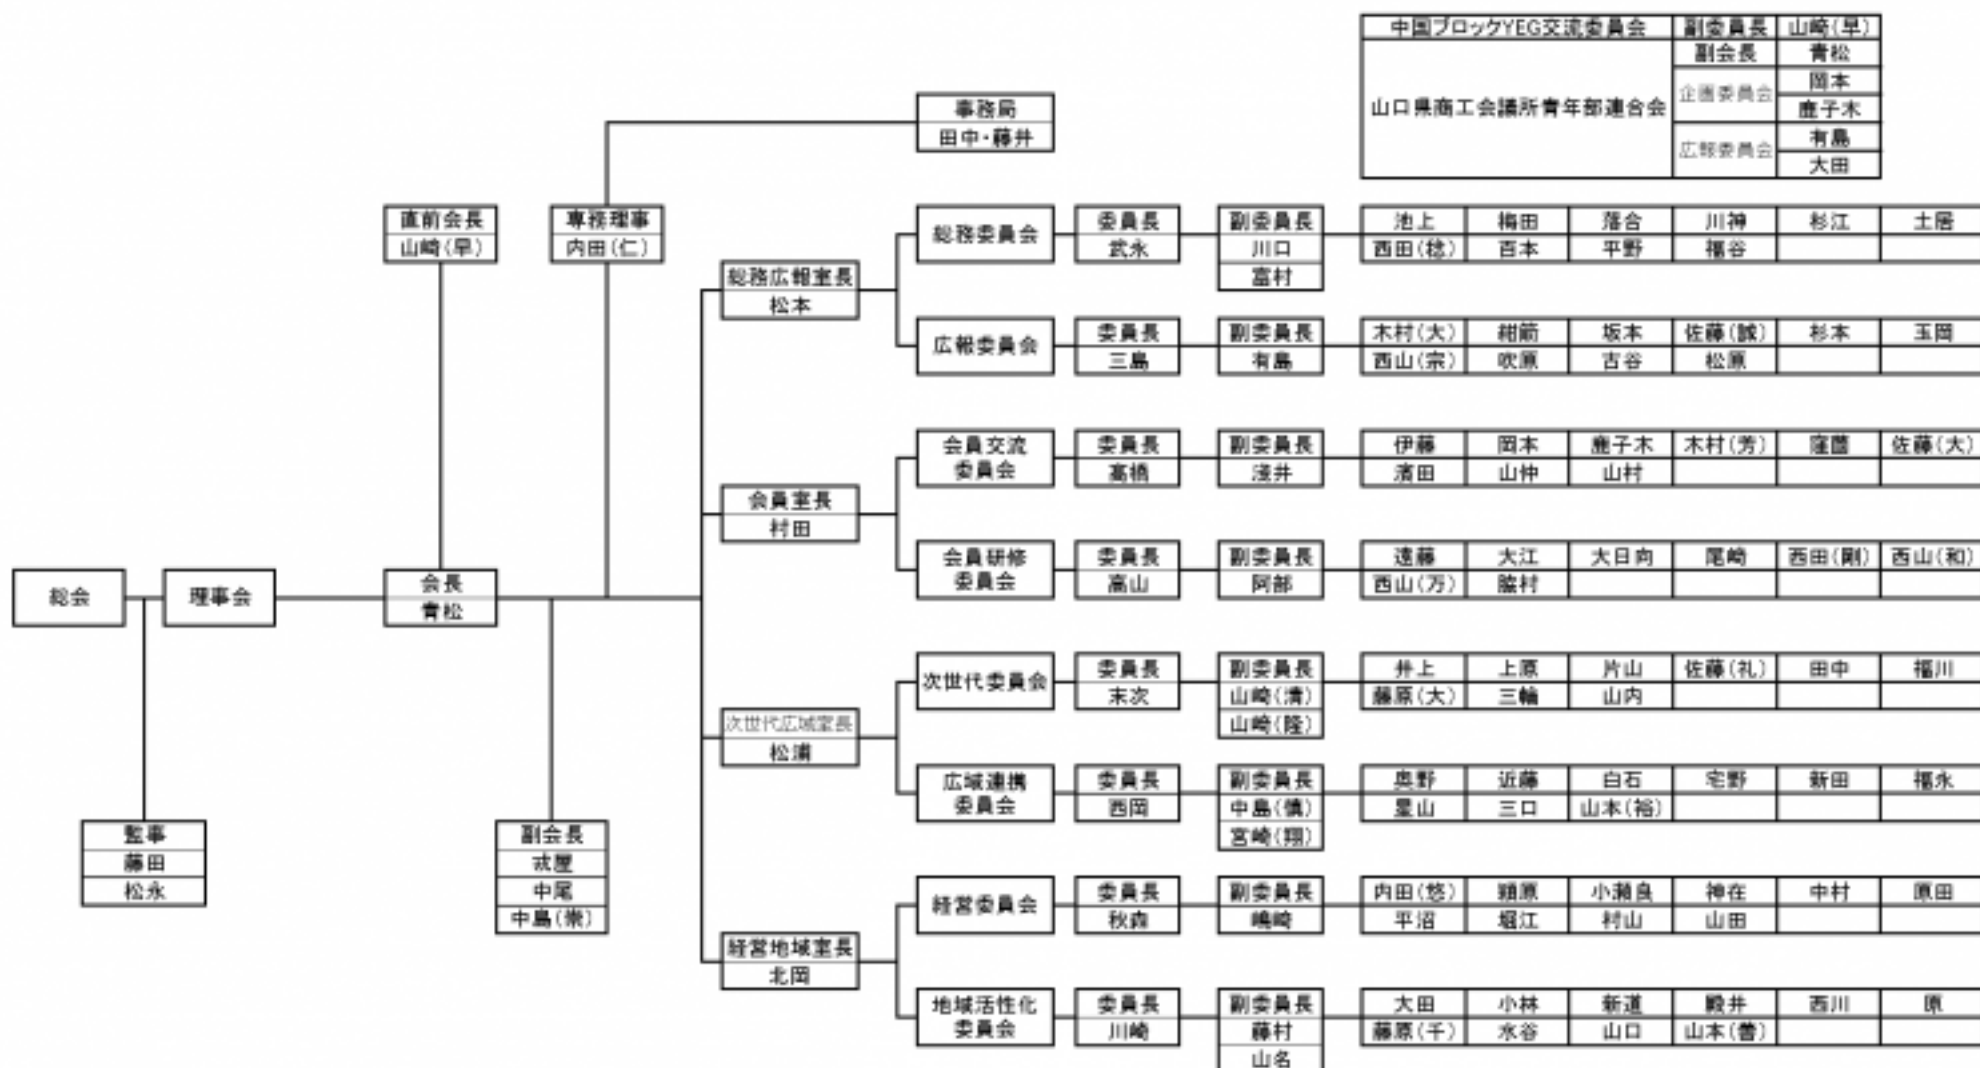 中国ブロックYEG交流委員会 副委員長 山崎(早)
山口県商工会議所青年部連合会 副会長 青松
企画委員会 岡本
鹿子木
広報委員会 有島
大田
事務局
田中・藤井
直前会長
山崎(早)
専務理事
内田(仁)
総会
理事会
会長
青松
監事
藤田
松永
副会長
戎屋
中尾
中島(崇)
総務広報室長
松本
総務委員会
委員長
武永
副委員長
川口
富村
池上 梅田 落合 川神 杉江 土居
西田(稔) 百本 平野 福谷
広報委員会
委員長
三島
副委員長
有島
木村(大) 紺箭 坂本 佐藤(誠) 杉本 玉岡
西山(宗) 吹原 古谷 松原
会員室長
村田
会員交流
委員会
委員長
高橋
副委員長
淺井
伊藤 岡本 鹿子木 木村(芳) 佐藤(大)
濱田 山仲 山村
会員研修
委員会
委員長
高山
副委員長
阿部
遠藤 大江 大日向 尾崎 西田(剛) 西山(和)
西山(万) 脇村
次世代広域室長
松浦
次世代委員会
委員長
末次
副委員長
山崎(清)
山崎(隆)
井上 上原 片山 佐藤(礼) 田中 福川
藤原(大) 三輪 山内
広域連携
委員会
委員長
西岡
副委員長
中島(慎)
宮崎(翔)
奥野 近藤 白石 宅野 新田 福永
星山 三口 山本(裕)
経営地域室長
北岡
経営委員会
委員長
秋森
副委員長
嶋崎
内田(悠) 頴原 小瀬良 神在 中村 原田
平沼 堀江 村山 山田
地域活性化
委員会
委員長
川崎
副委員長
藤村
山名
大田 小林 新道 殿井 西川 原
藤原(千) 水谷 山口 山本(善)